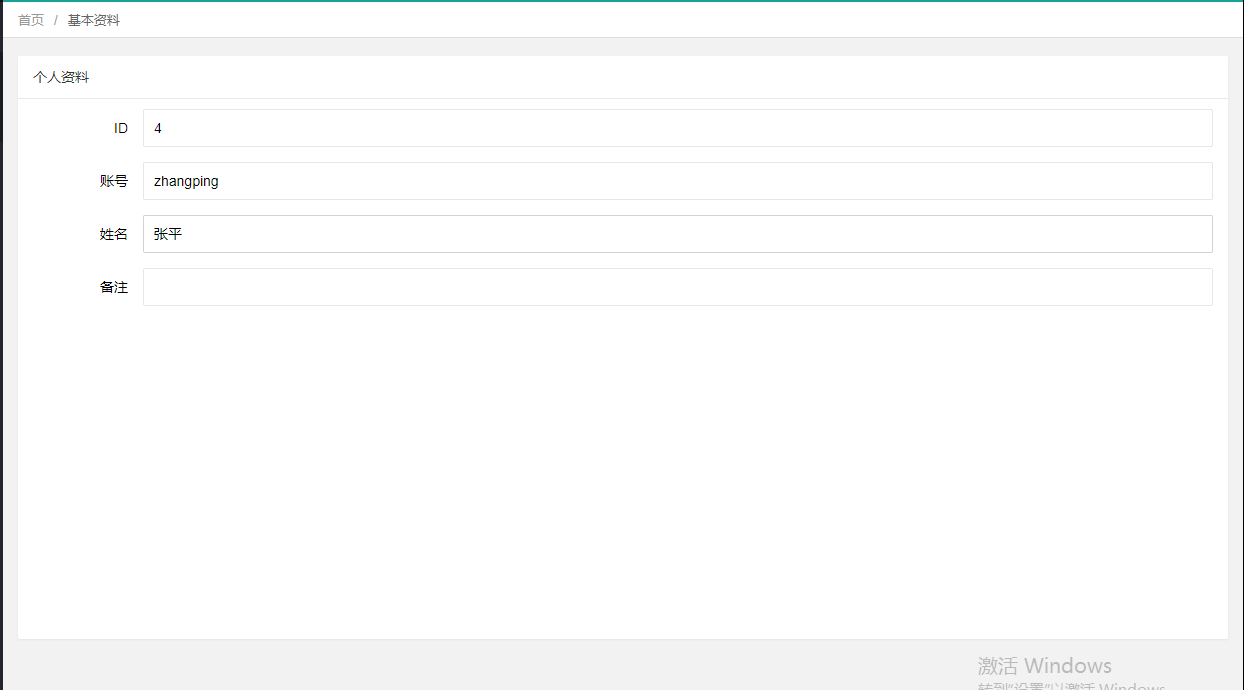 首页 / 基本资料
个人资料
ID 4
账号 zhangping
姓名 张平
备注
激活 Windows
转到"设置"以激活 Windows。